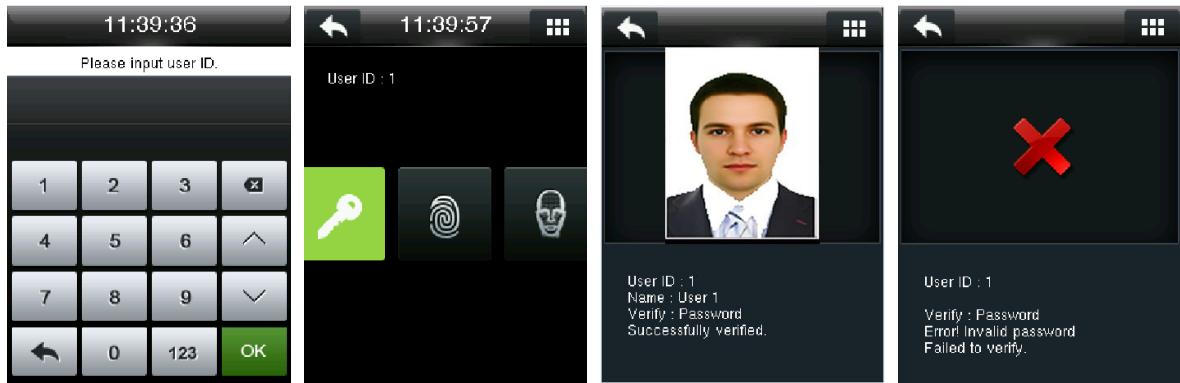 11:39:36
Please input user ID.
1 2 3
4 5 6
7 8 9
0 123 OK
11:39:57
User ID : 1
User ID : 1
Name : User 1
Verify : Password
Successfully verified.
User ID : 1
Verify : Password
Error! Invalid password
Failed to verify.